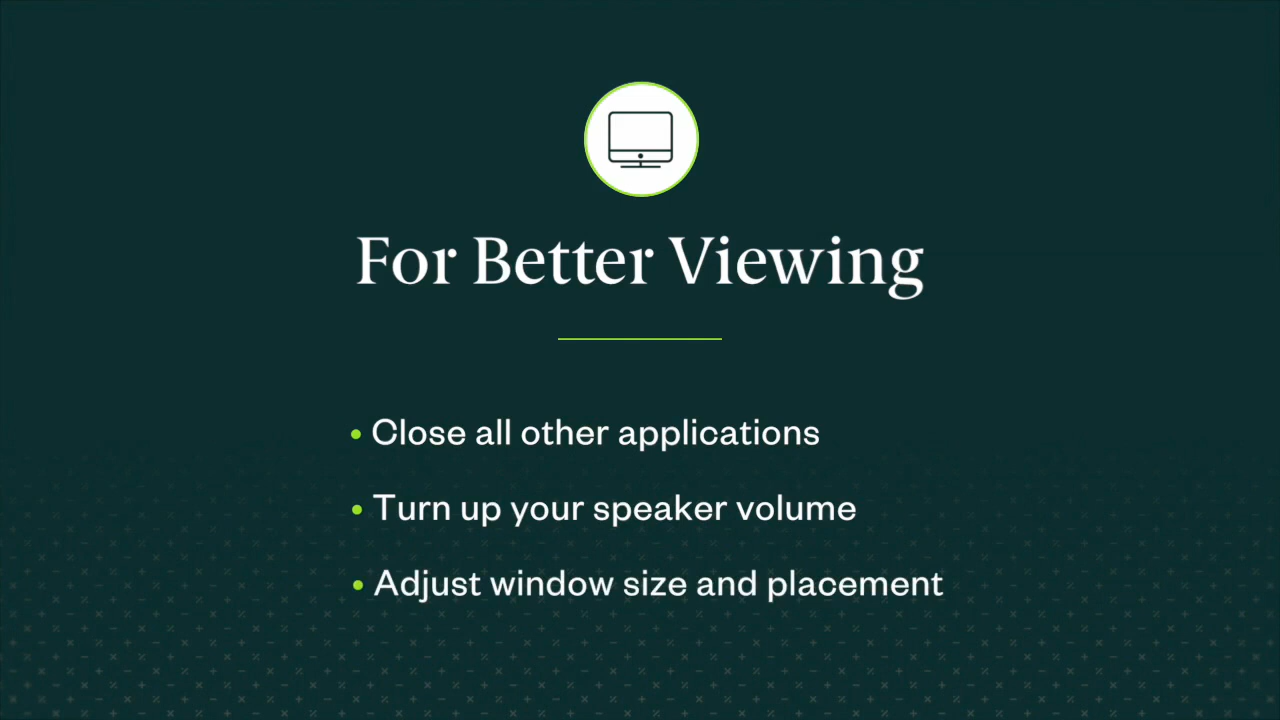 For Better Viewing
• Close all other applications
• Turn up your speaker volume
• Adjust window size and placement